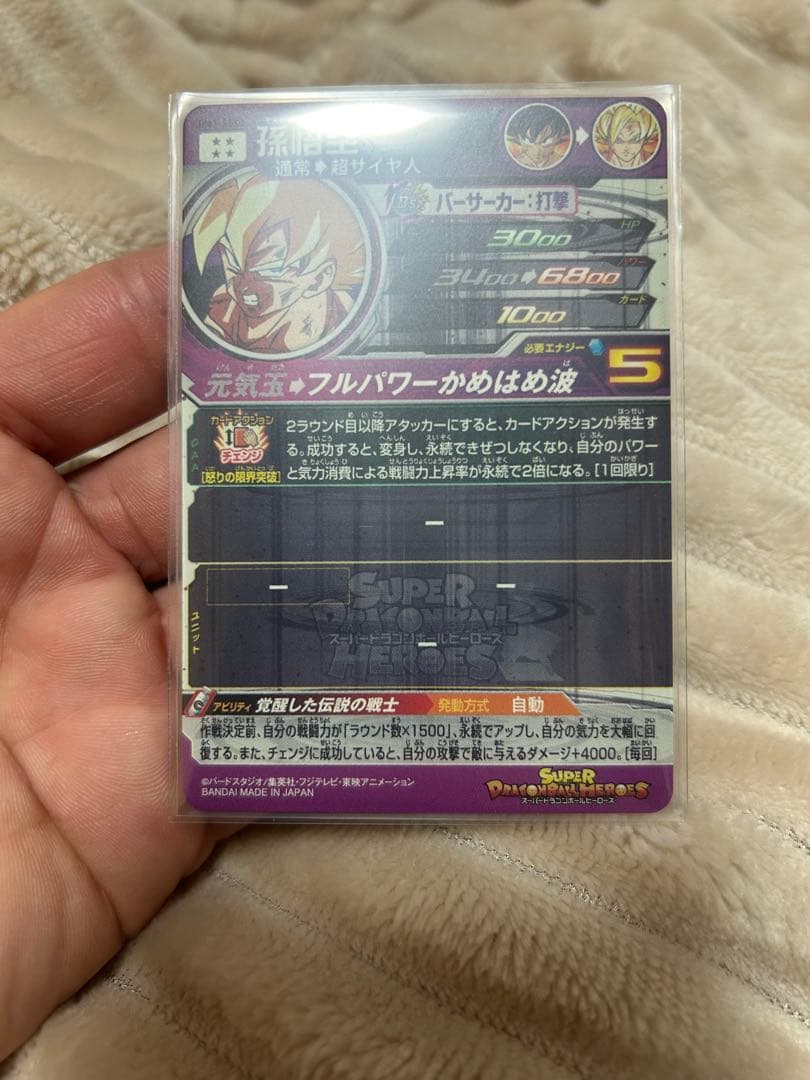 孫悟空
通常➡超サイヤ人
バーサーカー:打撃
HP
3000
パワー
3400➡6800
カード
1000
必要エナジー
5
元気玉➡フルパワーかめはめ波
カードアクション
チェンジ
[怒りの限界突破]
2ラウンド目以降アタッカーにすると、カードアクションが発生す
る。成功すると、変身し、永続できぜつしなくなり、自分のパワー
と気力消費による戦闘力上昇率が永続で2倍になる。[1回限り]
CAA
-
ユニット
- -
-
SUPER
DRAGONBALL
スーパードラゴンボールヒーローズ
HEROES
アビリティ 覚醒した伝説の戦士 発動方式 自動
作戦決定前、自分の戦闘力が「ラウンド数×1500」、永続でアップし、自分の気力を大幅に回
復する。また、チェンジに成功していると、自分の攻撃で敵に与えるダメージ+4000。[毎回]
©バードスタジオ/集英社・フジテレビ・東映アニメーション
BANDAI MADE IN JAPAN
SUPER
DRAGONBALL HEROES
スーパードラゴンボールヒーローズ